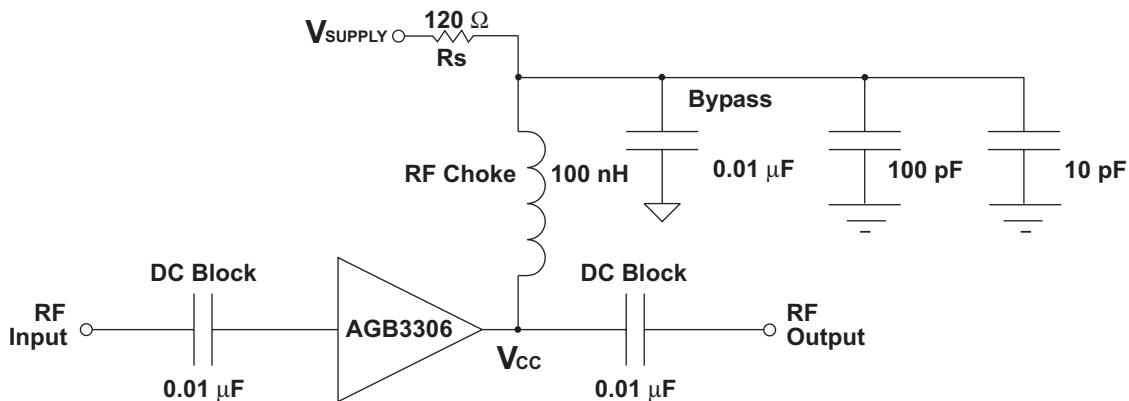 120 Ω
VSUPPLY
Rs
Bypass
RF Choke
100 nH
0.01 μF
100 pF
10 pF
DC Block
DC Block
RF
Input
AGB3306
RF
Output
VCC
0.01 μF
0.01 μF